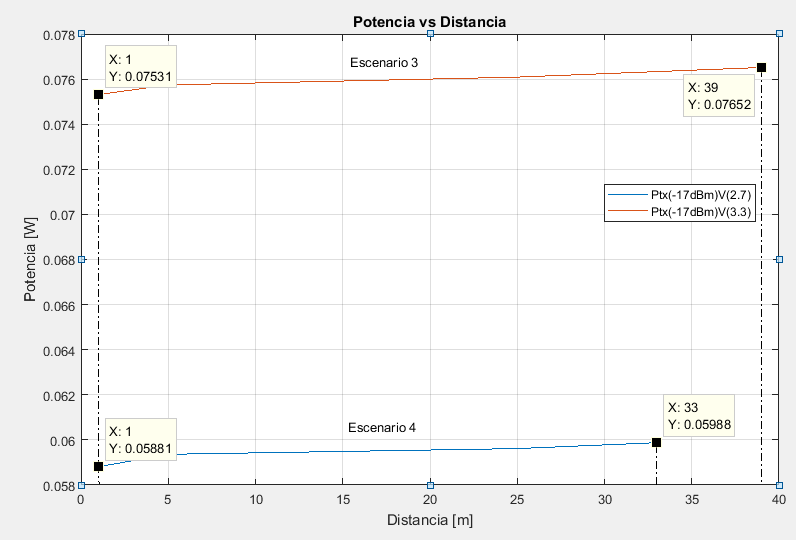 Potencia vs Distancia
0.078
0.076
0.074
0.072
0.07
0.068
0.066
0.064
0.062
0.06
0.058
Potencia [W]
X: 1
Y: 0.07531
Escenario 3
X: 39
Y: 0.07652
Ptx(-17dBm)V(2.7)
Ptx(-17dBm)V(3.3)
X: 1
Y: 0.05881
Escenario 4
X: 33
Y: 0.05988
0 5 10 15 20 25 30 35 40
Distancia [m]